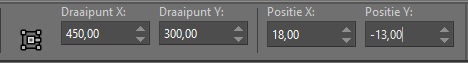 Draaipunt X: Draaipunt Y: Positie X: Positie Y:
450,00 300,00 18,00 -13,00